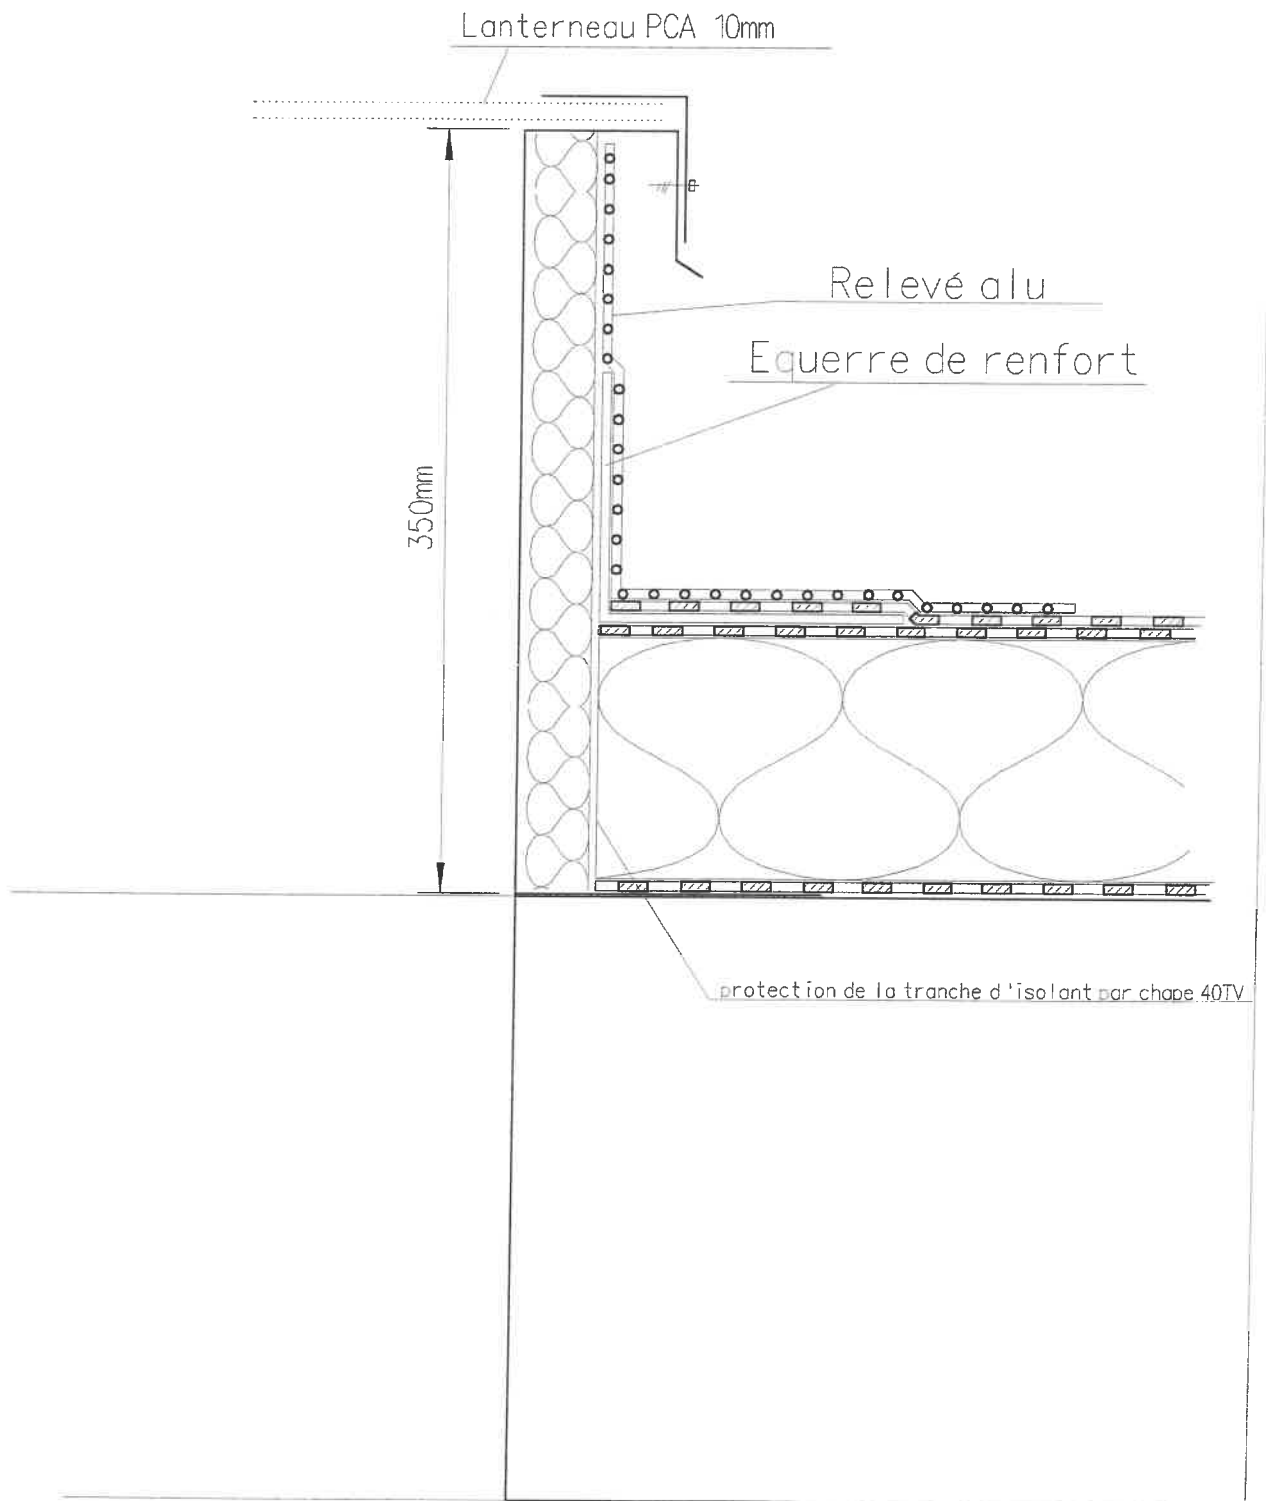 Lanterneau PCA 10mm
Relevé alu
Equerre de renfort
350mm
protection de la tranche d'isolant par chape 40TV